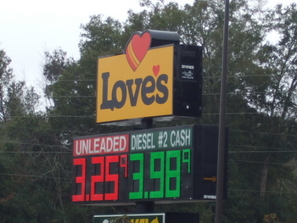 Love's
UNLEADED DIESEL #2 CASH
3.25 9 3.98 9